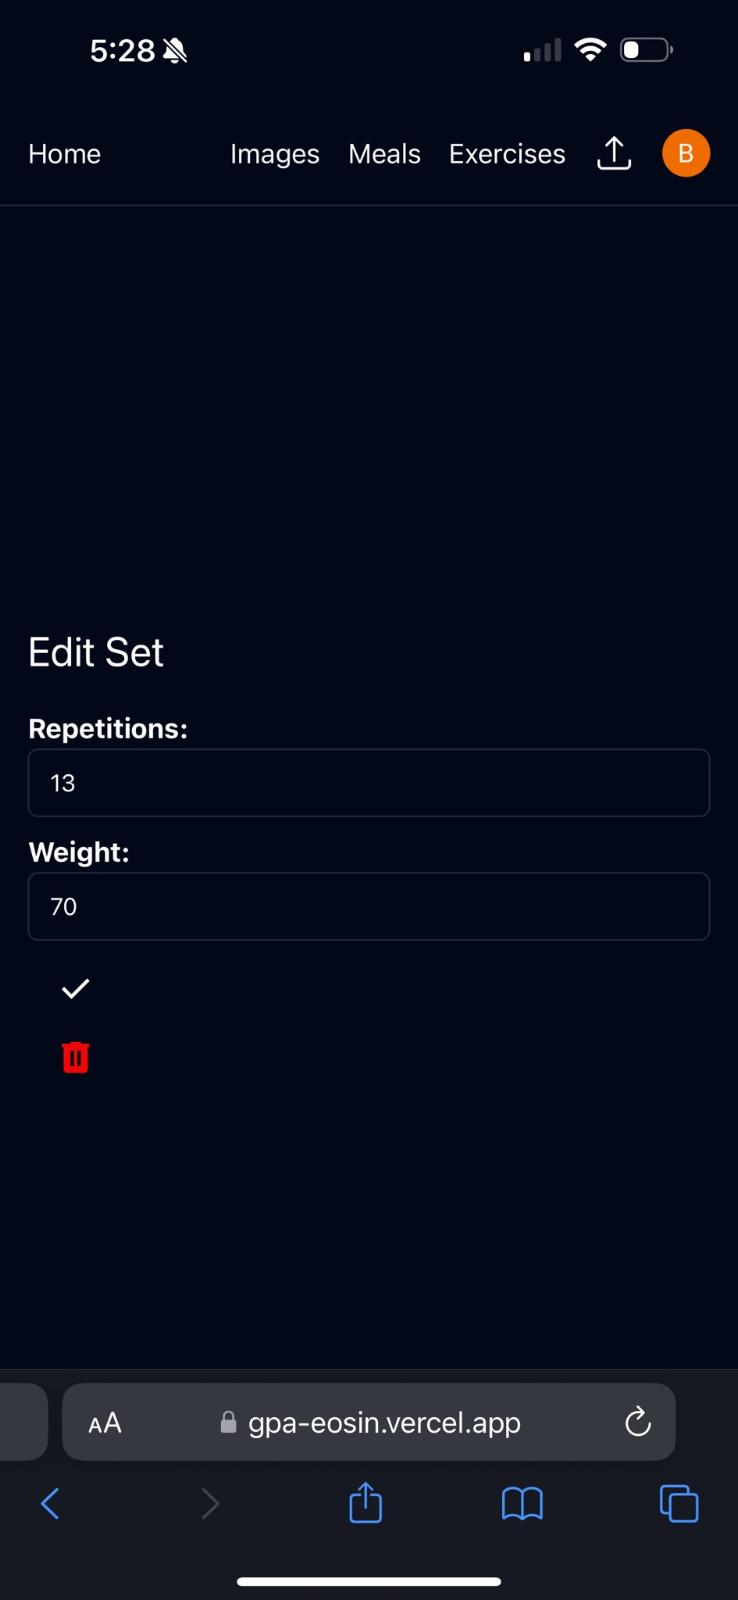 5:28
Home Images Meals Exercises B
Edit Set
Repetitions:
13
Weight:
70
AA gpa-eosin.vercel.app